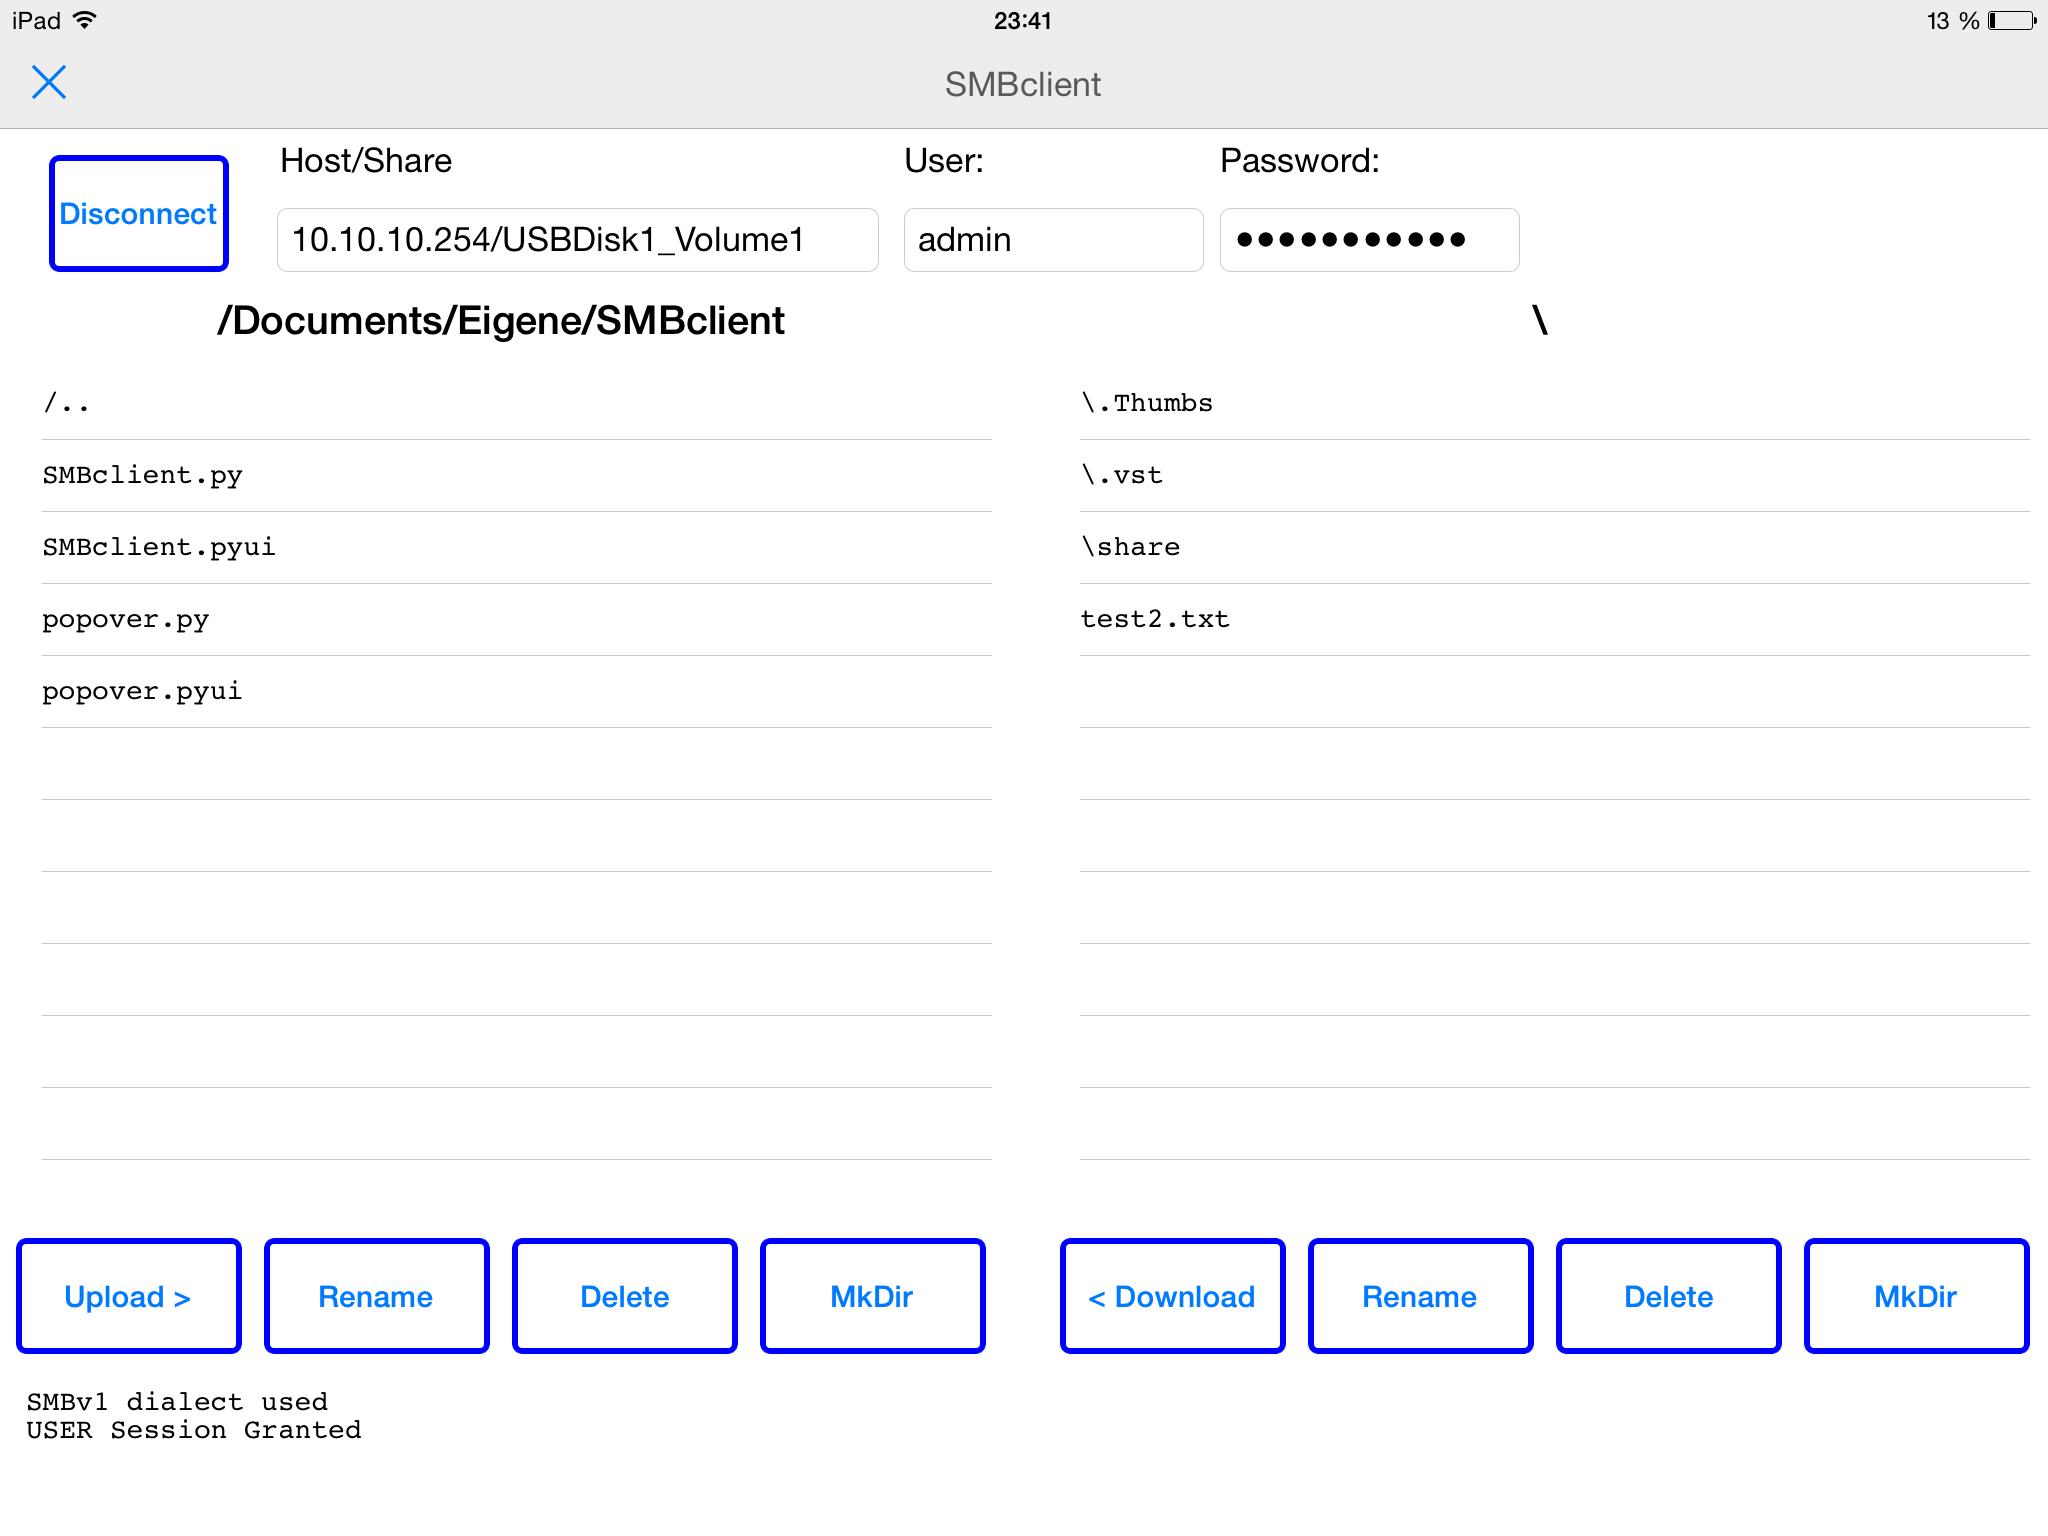 iPad 23:41 13 %
SMBclient
Host/Share User: Password:
Disconnect 10.10.10.254/USBDisk1_Volume1 admin ●●●●●●●●●●●
/Documents/Eigene/SMBclient \
/.. \.Thumbs
SMBclient.py \.vst
SMBclient.pyui \share
popover.py test2.txt
popover.pyui
Upload > Rename Delete MkDir < Download Rename Delete MkDir
SMBv1 dialect used
USER Session Granted